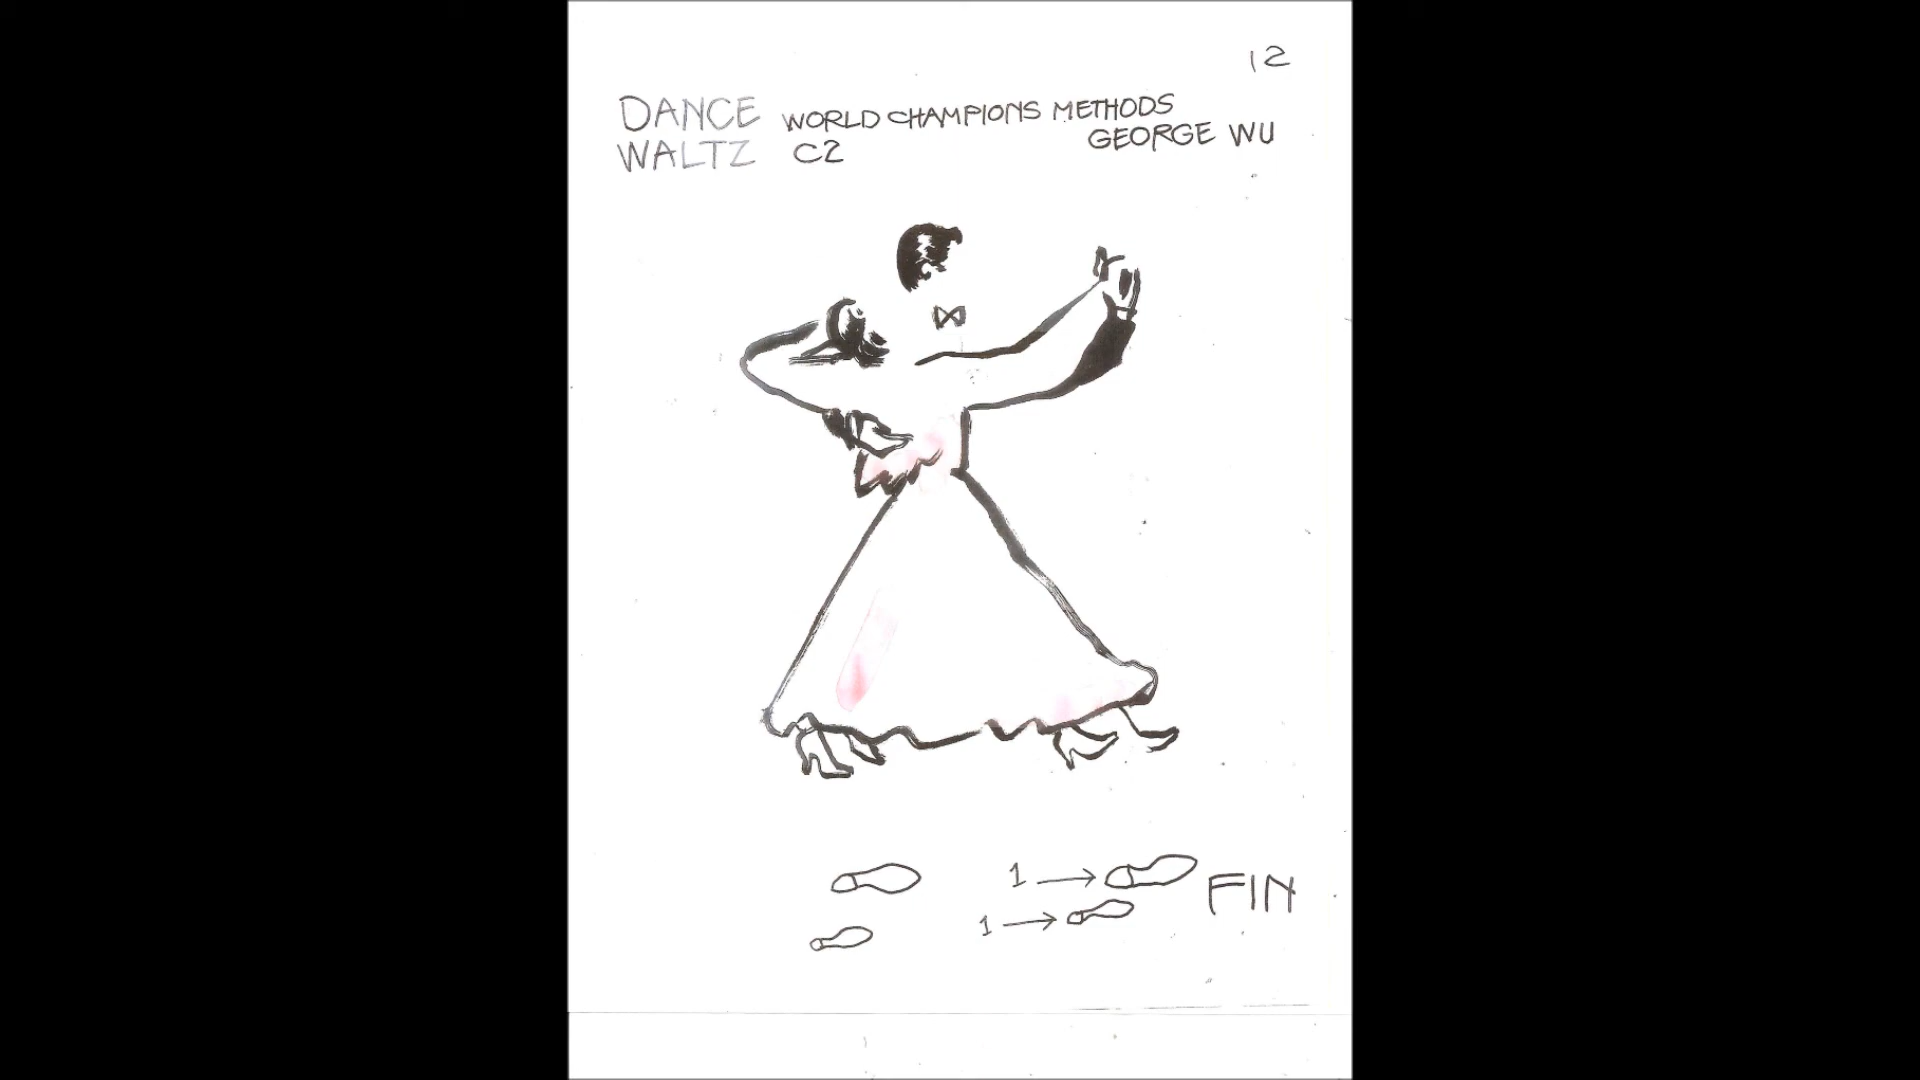 12
DANCE WORLD CHAMPIONS METHODS
GEORGE WU
WALTZ C2
1 → FIN
1 →